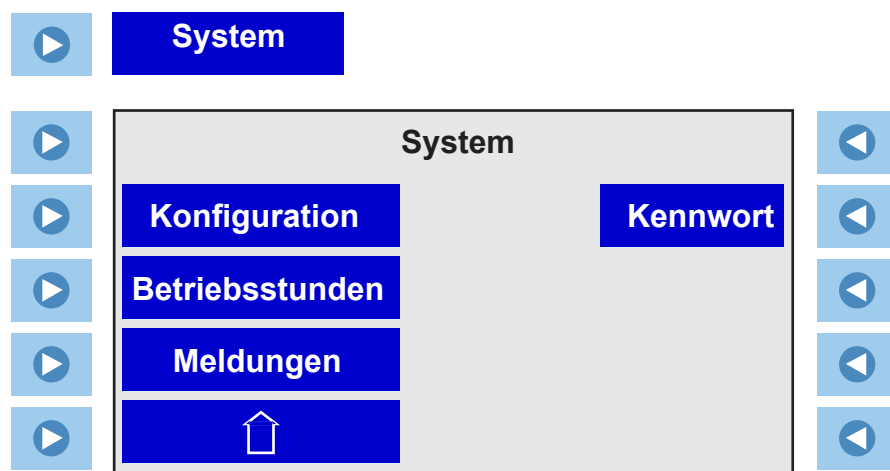 System
System
Konfiguration
Kennwort
Betriebsstunden
Meldungen